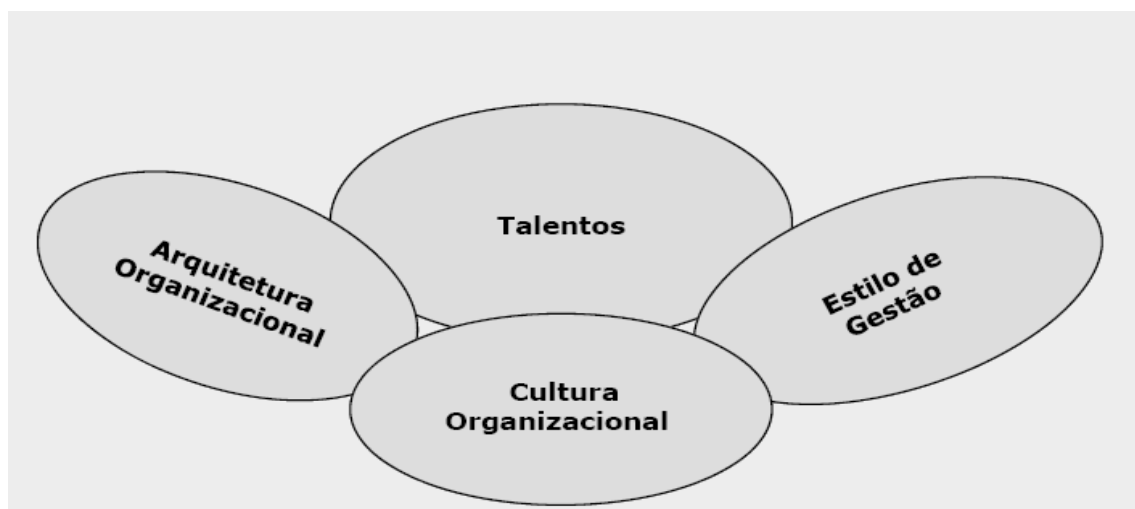 Talentos
Arquitetura
Organizacional
Estilo de
Gestão
Cultura
Organizacional